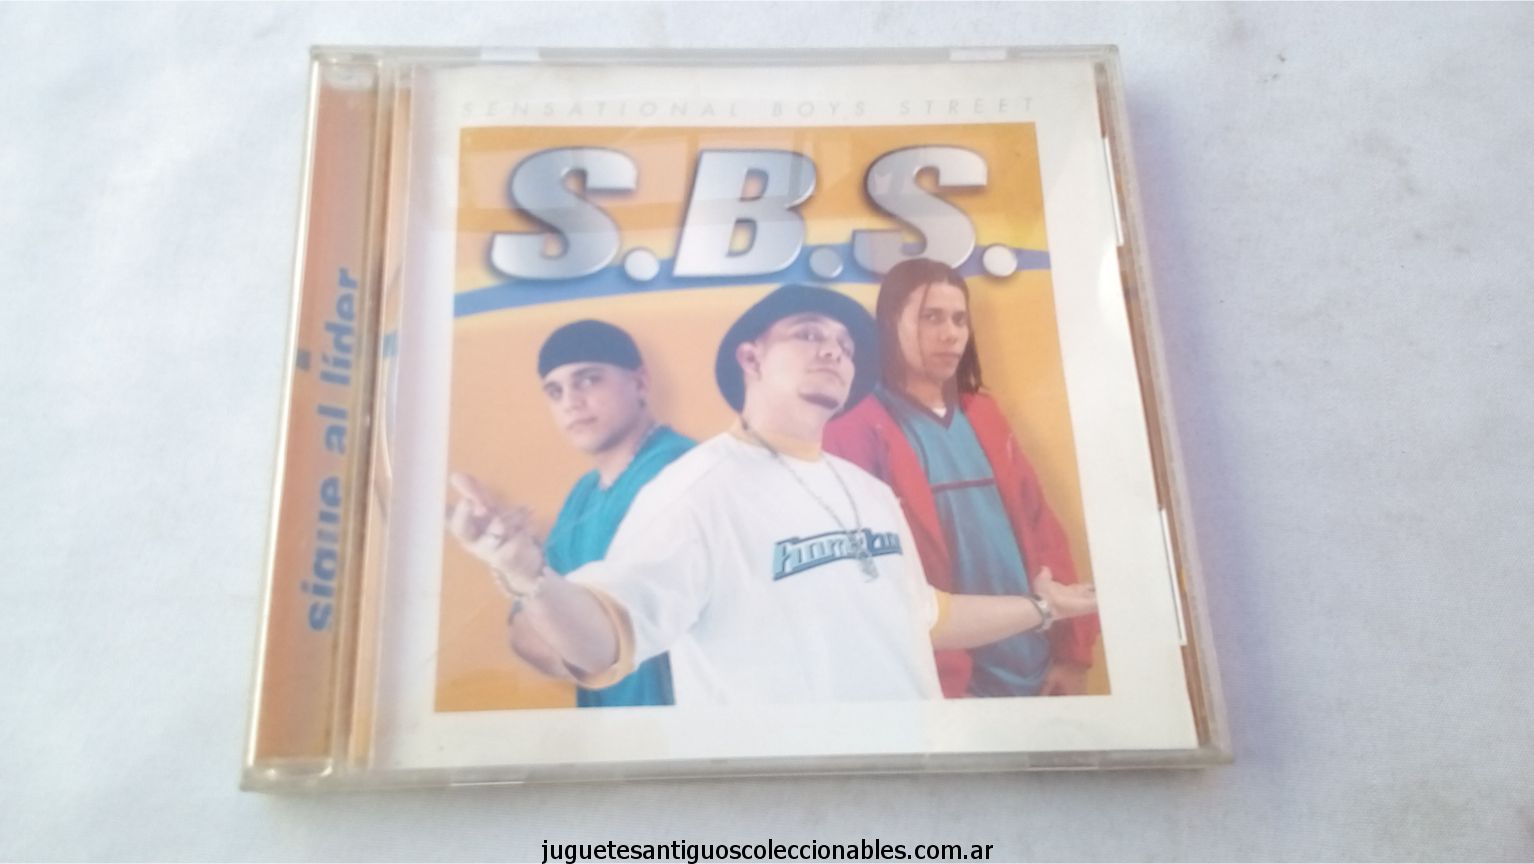 SENSATIONAL BOYS STREET
S.B.S.
sigue al líder
juguetesantiguoscoleccionables.com.ar